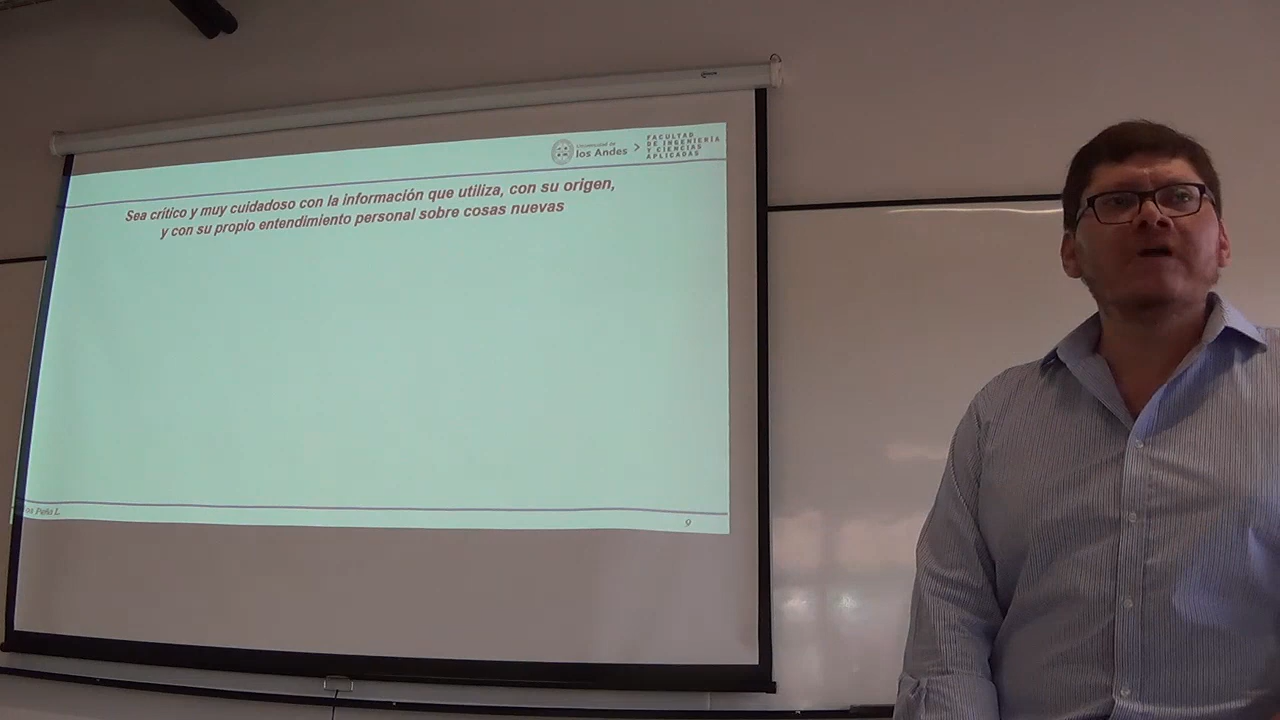 Universidad de
los Andes >
FACULTAD
DE INGENIERÍA
Y CIENCIAS
APLICADAS
Sea crítico y muy cuidadoso con la información que utiliza, con su origen,
y con su propio entendimiento personal sobre cosas nuevas
Peña L.
9